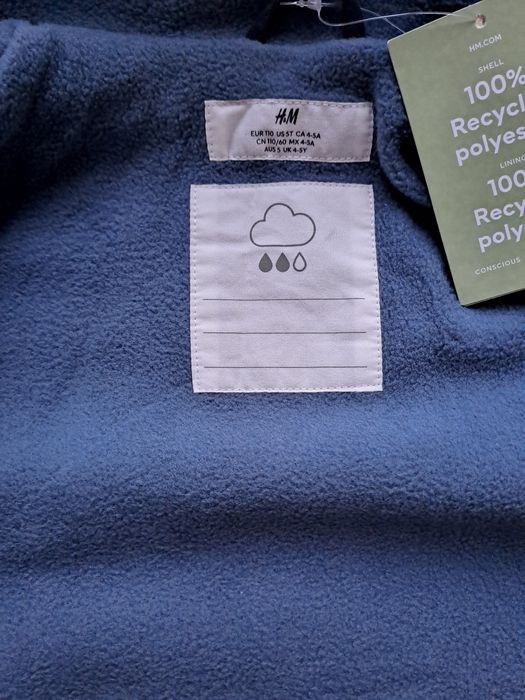 H&M
EUR 110 US 5T CA 4-5A
CN 110/60 MX 4-5A
AUS 5 UK 4-5Y
HM.COM
SHELL
100%
Recycl
polyes
LINING
100
Recy
poly
CONSCIOUS